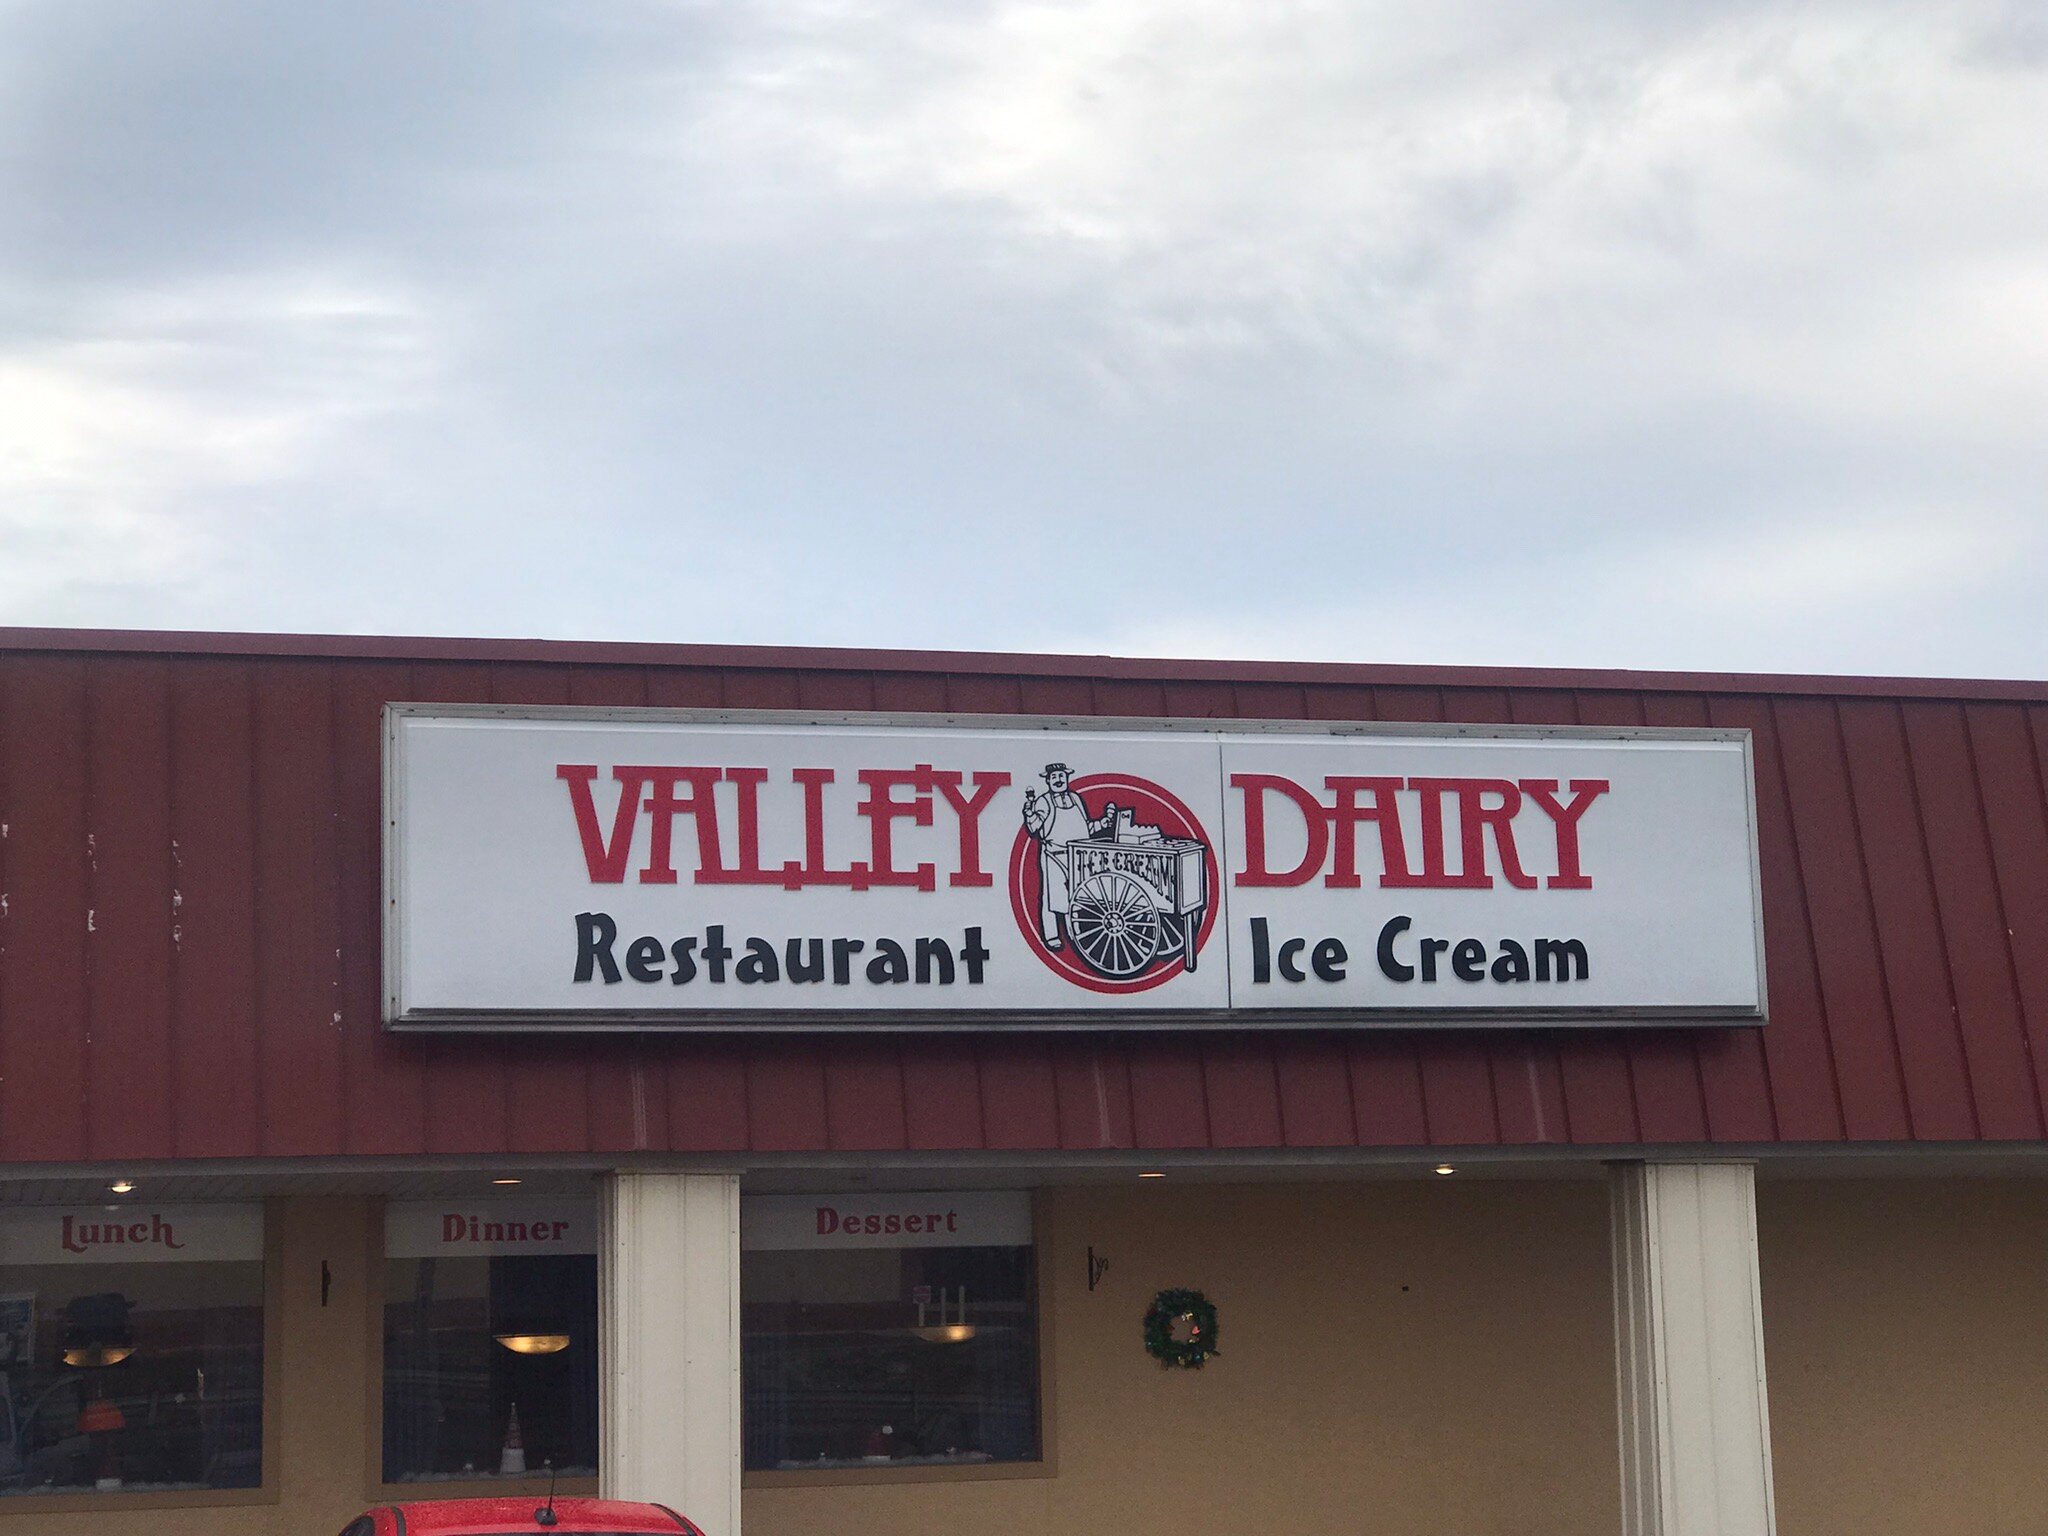 VALLEY DAIRY
Restaurant Ice Cream
ICE CREAM
Lunch Dinner Dessert